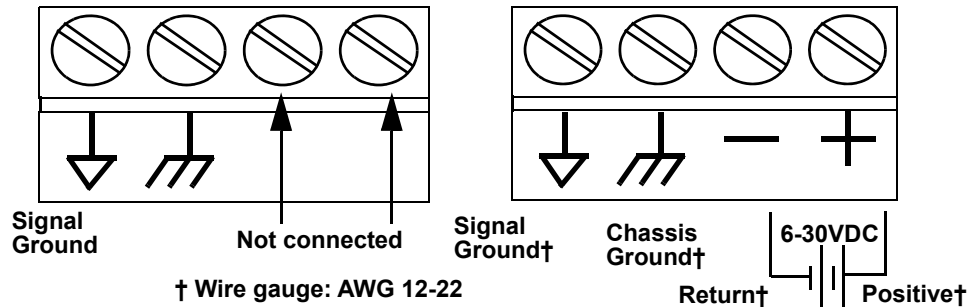 Signal
Ground
Not connected
† Wire gauge: AWG 12-22
Signal
Ground†
Chassis
Ground†
6-30VDC
Return†
Positive†